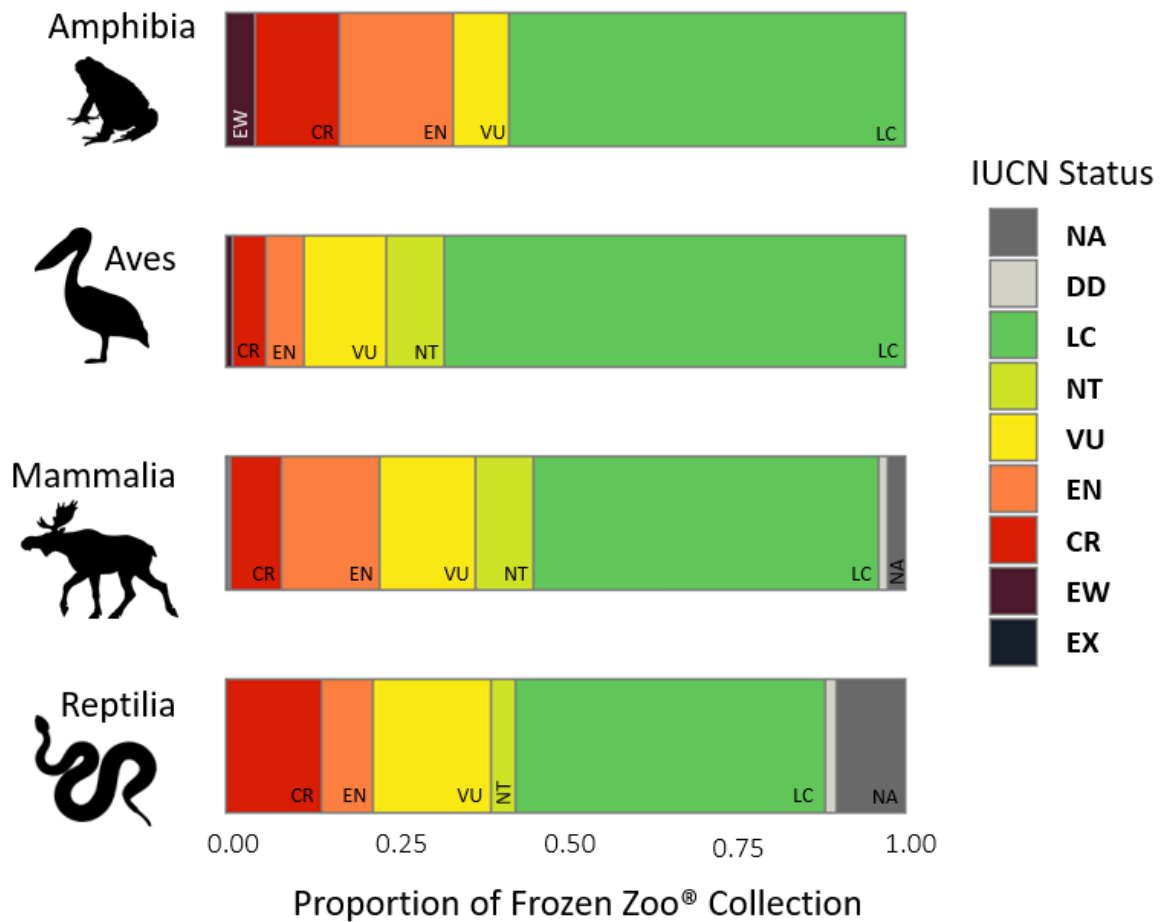 Amphibia
EW
CR
EN
VU
LC
Aves
CR
EN
VU
NT
LC
Mammalia
CR
EN
VU
NT
LC
NA
Reptilia
CR
EN
VU
NT
LC
NA
0.00
0.25
0.50
0.75
1.00
Proportion of Frozen Zoo® Collection
IUCN Status
NA
DD
LC
NT
VU
EN
CR
EW
EX